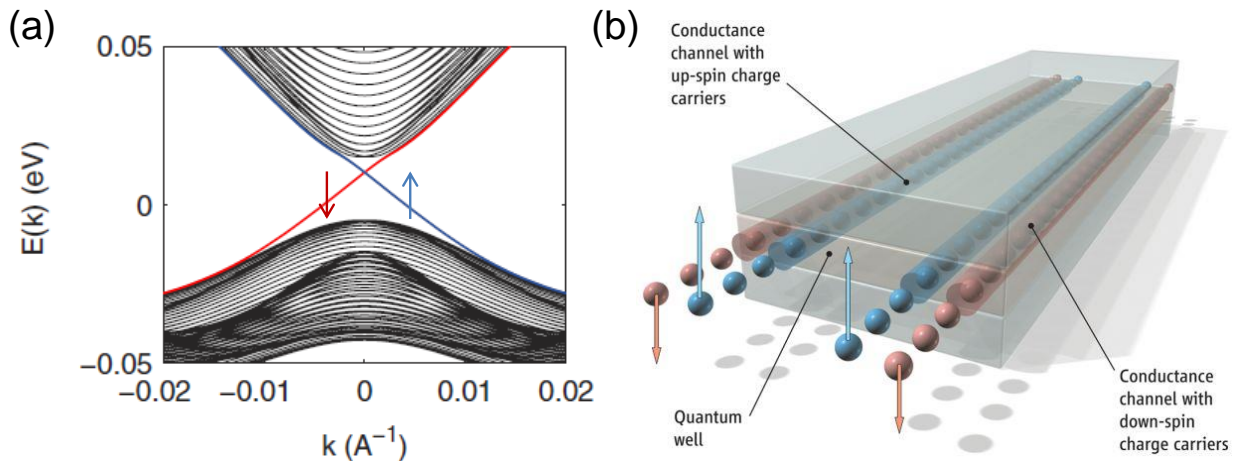 (a)
0.05
0
−0.05
E(k) (eV)
−0.02
−0.01
0
0.01
0.02
k (A⁻¹)
(b)
Conductance
channel with
up-spin charge
carriers
Quantum
well
Conductance
channel with
down-spin
charge carriers